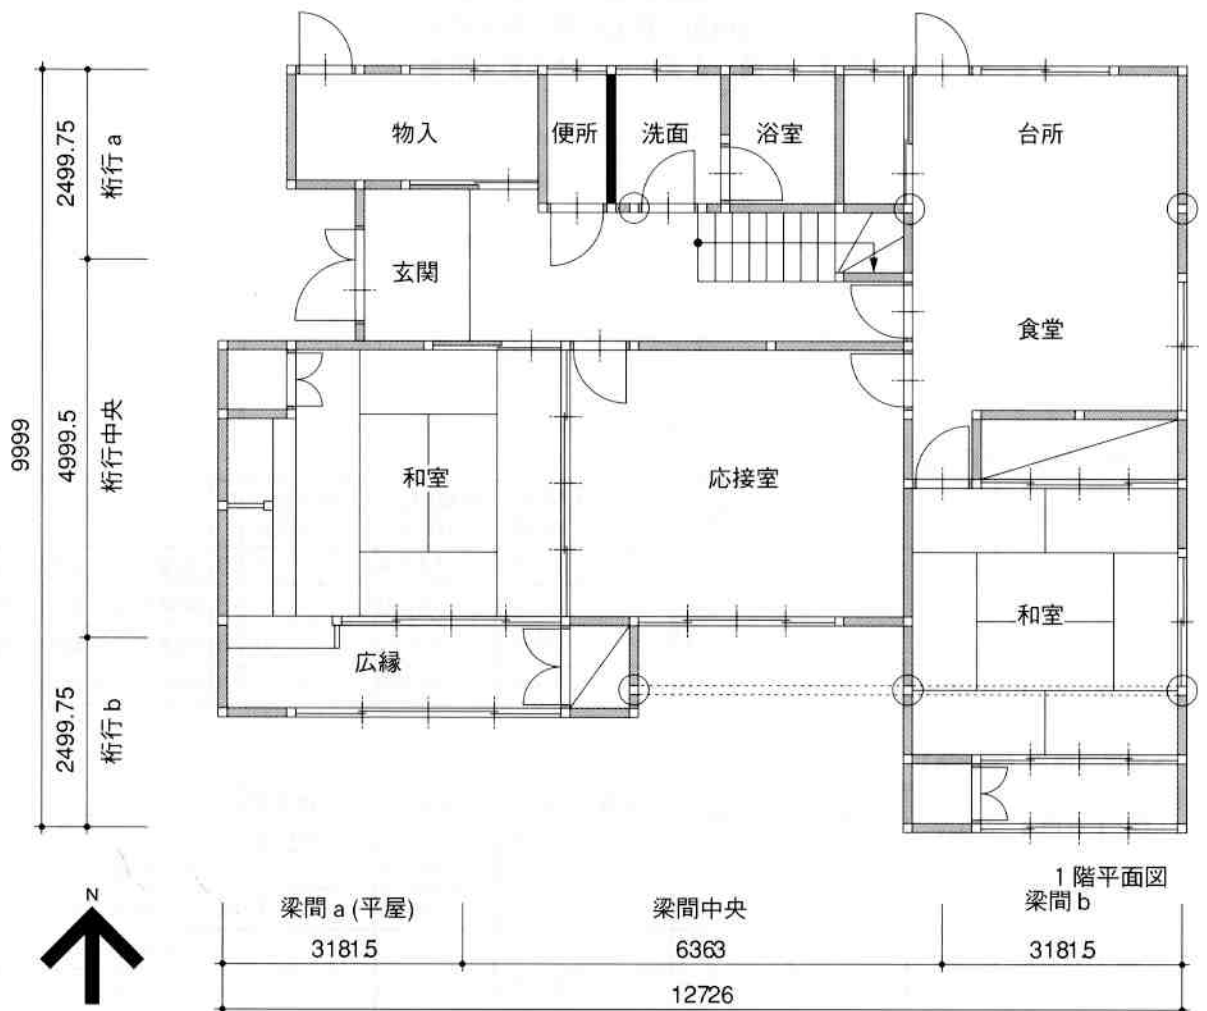 物入
便所
洗面
浴室
台所
玄関
食堂
和室
応接室
和室
広縁
9999
2499.75
桁行 a
4999.5
桁行中央
2499.75
桁行 b
1 階平面図
N
梁間 a (平屋)
梁間中央
梁間 b
3181.5
6363
3181.5
12726